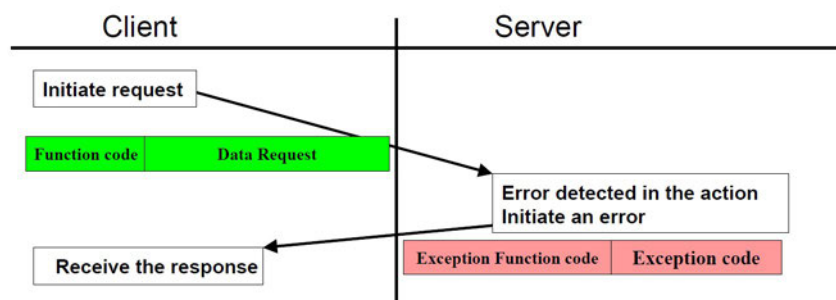 Client
Server
Initiate request
Function code
Data Request
Error detected in the action
Initiate an error
Exception Function code
Exception code
Receive the response